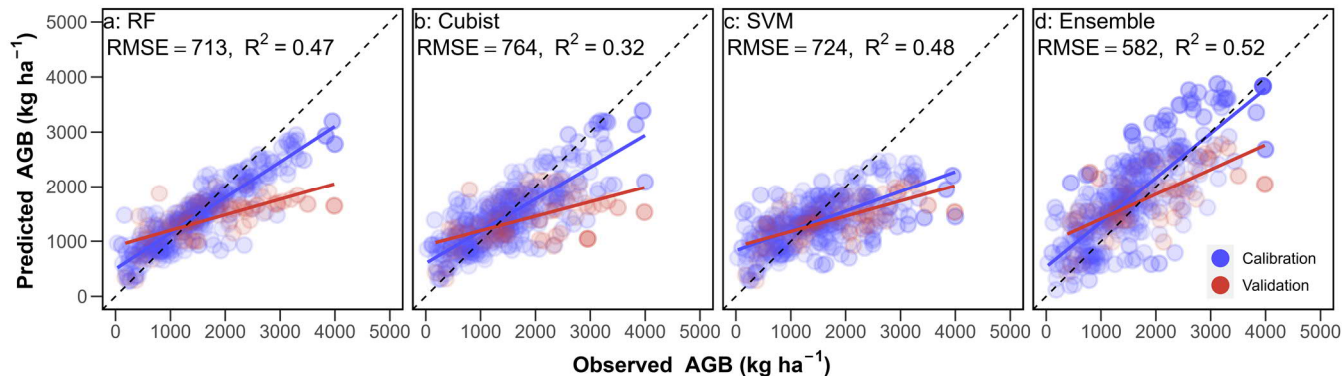 a: RF
RMSE = 713, R² = 0.47
b: Cubist
RMSE = 764, R² = 0.32
c: SVM
RMSE = 724, R² = 0.48
d: Ensemble
RMSE = 582, R² = 0.52
Predicted AGB (kg ha⁻¹)
5000
4000
3000
2000
1000
0
Calibration
Validation
0 1000 2000 3000 4000 5000 0 1000 2000 3000 4000 5000 0 1000 2000 3000 4000 5000 0 1000 2000 3000 4000 5000
Observed AGB (kg ha⁻¹)